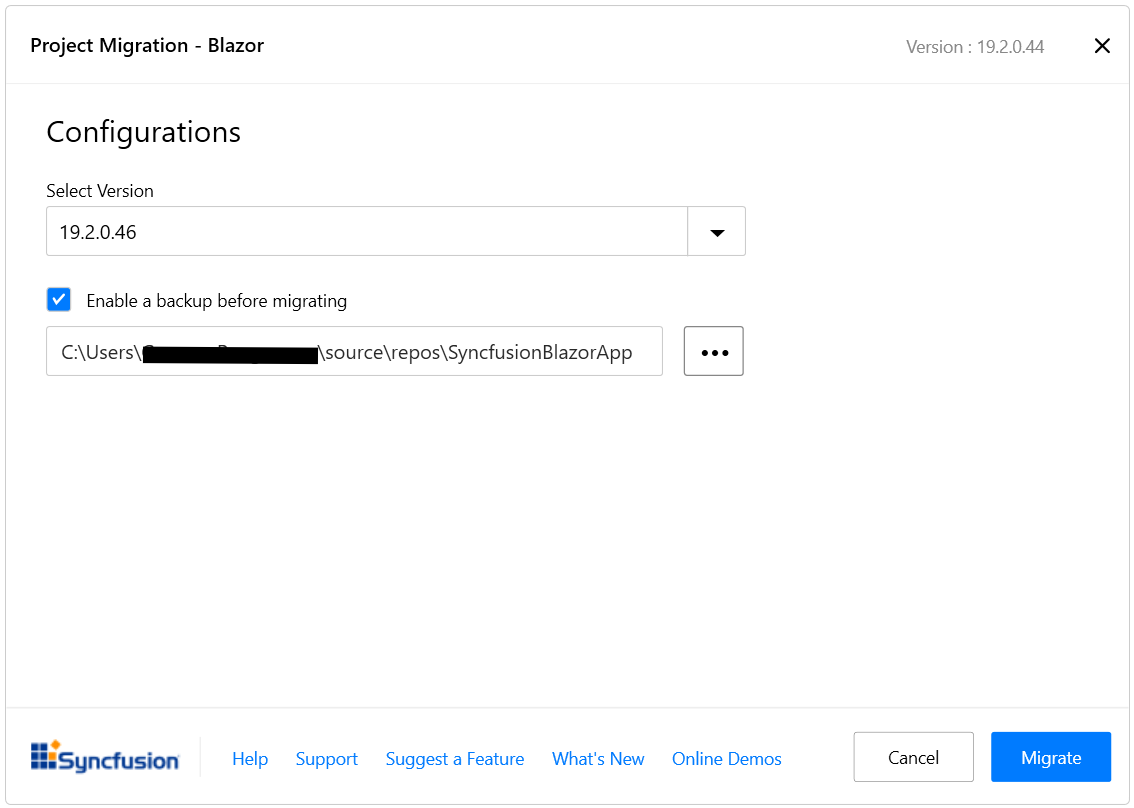 Project Migration - Blazor
Version : 19.2.0.44
Configurations
Select Version
19.2.0.46
Enable a backup before migrating
C:\Users\ \source\repos\SyncfusionBlazorApp
Syncfusion
Help
Support
Suggest a Feature
What's New
Online Demos
Cancel
Migrate